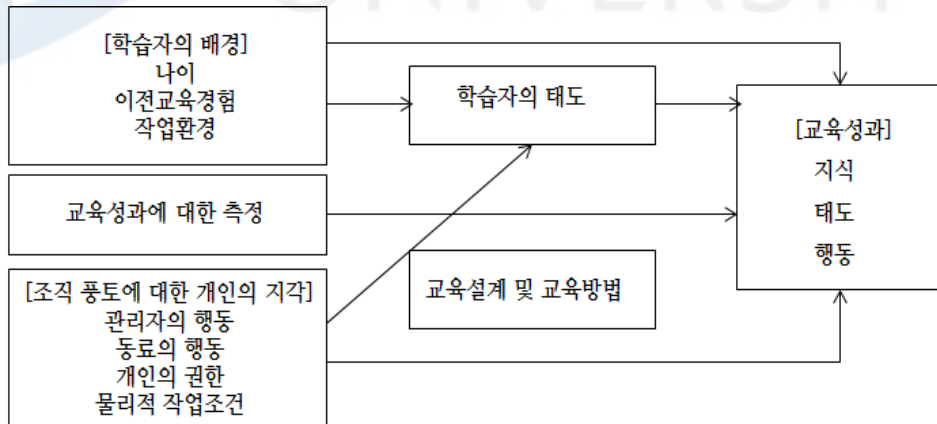 UNIVERSIT
[학습자의 배경]
나이
이전교육경험
작업환경
학습자의 태도
[교육성과]
지식
태도
행동
교육성과에 대한 측정
[조직 풍토에 대한 개인의 지각]
관리자의 행동
동료의 행동
개인의 권한
물리적 작업조건
교육설계 및 교육방법